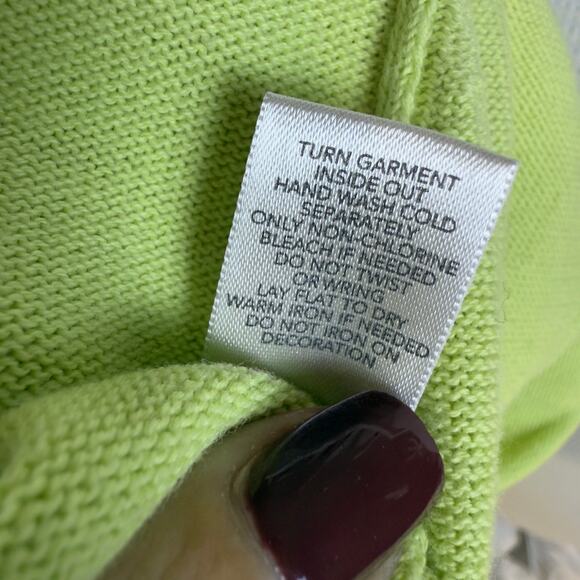 TURN GARMENT
INSIDE OUT
HAND WASH COLD
SEPARATELY
ONLY NON-CHLORINE
BLEACH IF NEEDED
DO NOT TWIST
OR WRING
LAY FLAT TO DRY
WARM IRON IF NEEDED
DO NOT IRON ON
DECORATION